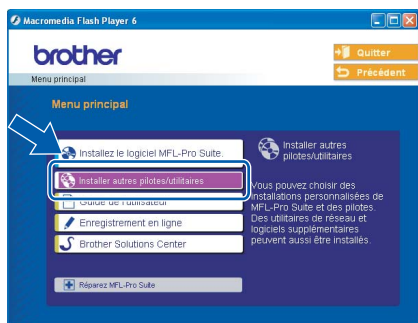 Macromedia Flash Player 6
brother
Quitter
Précédent
Menu principal
Menu principal
Installez le logiciel MFL-Pro Suite.
Installer autres pilotes/utilitaires
Guide de l'utilisateur
Enregistrement en ligne
Brother Solutions Center
Réparez MFL-Pro Suite
Installer autres
pilotes/utilitaires
Vous pouvez choisir des
installations personnalisées de
MFL-Pro Suite et des pilotes.
Des utilitaires de réseau et
logiciels supplémentaires
peuvent aussi être installés.